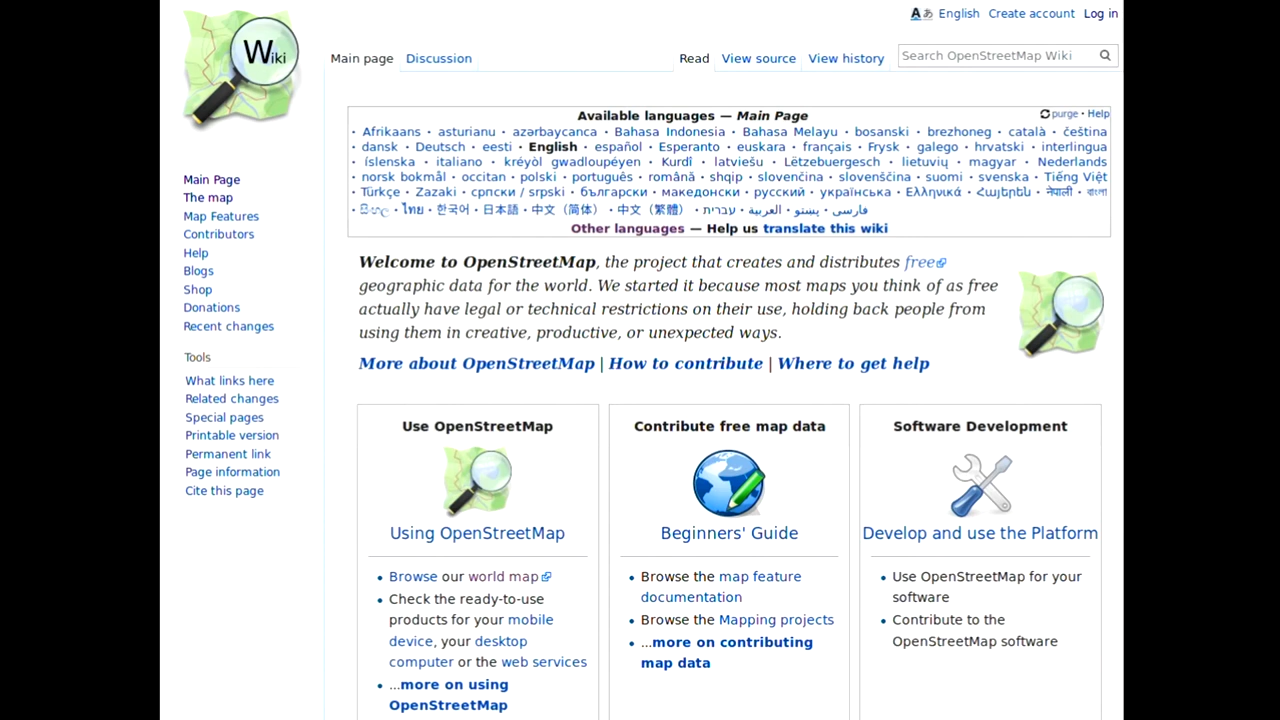 Wiki
English Create account Log in
Main page Discussion Read View source View history Search OpenStreetMap Wiki
Main Page
The map
Map Features
Contributors
Help
Blogs
Shop
Donations
Recent changes
Tools
What links here
Related changes
Special pages
Printable version
Permanent link
Page information
Cite this page
Available languages — Main Page purge · Help
· Afrikaans · asturianu · azərbaycanca · Bahasa Indonesia · Bahasa Melayu · bosanski · brezhoneg · català · čeština
· dansk · Deutsch · eesti · English · español · Esperanto · euskara · français · Frysk · galego · hrvatski · interlingua
· íslenska · italiano · kréyòl gwadloupéyen · Kurdî · latviešu · Lëtzebuergesch · lietuvių · magyar · Nederlands
· norsk bokmål · occitan · polski · português · română · shqip · slovenčina · slovenščina · suomi · svenska · Tiếng Việt
· Türkçe · Zazaki · српски / srpski · български · македонски · русский · українська · Ελληνικά · Հայերեն · नेपाली · বাংলা
· සිංහල · ไทย · 한국어 · 日本語 · 中文（简体） · 中文（繁體） · עברית · العربية · پښتو · فارسی
Other languages — Help us translate this wiki
Welcome to OpenStreetMap, the project that creates and distributes free
geographic data for the world. We started it because most maps you think of as free
actually have legal or technical restrictions on their use, holding back people from
using them in creative, productive, or unexpected ways.
More about OpenStreetMap | How to contribute | Where to get help
Use OpenStreetMap
Using OpenStreetMap
• Browse our world map
• Check the ready-to-use
products for your mobile
device, your desktop
computer or the web services
• ...more on using
OpenStreetMap
Contribute free map data
Beginners' Guide
• Browse the map feature
documentation
• Browse the Mapping projects
• ...more on contributing
map data
Software Development
Develop and use the Platform
• Use OpenStreetMap for your
software
• Contribute to the
OpenStreetMap software